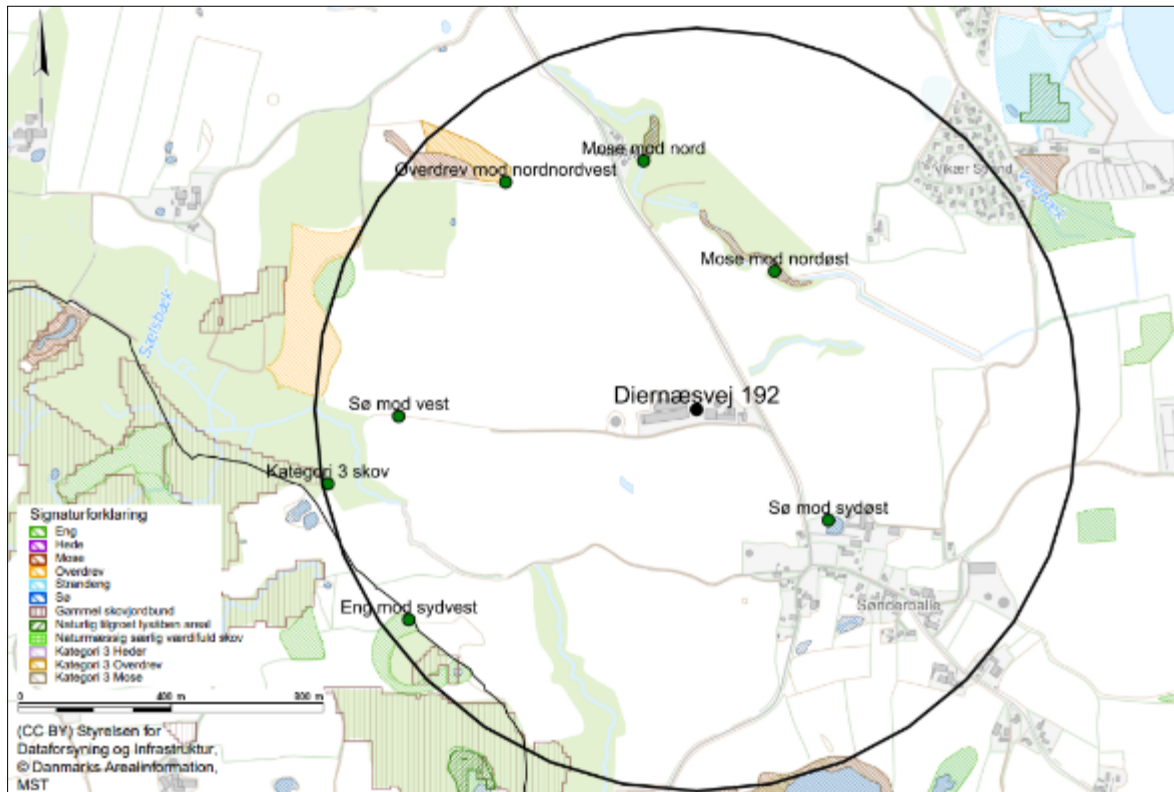 Mose mod nord
Overdrev mod nordnordvest
Vikær Strand
Vedbæk
Mose mod nordøst
Sælsbæk
Diernæsvej 192
Sø mod vest
Kategori 3 skov
Sø mod sydøst
Signaturforklaring
Eng
Hede
Mose
Overdrev
Strandeng
Sø
Gammel skovjordbund
Naturlig tilgroet lysåben areal
Naturmæssig særlig værdifuld skov
Kategori 3 Heder
Kategori 3 Overdrev
Kategori 3 Mose
Eng mod sydvest
Sønderballe
0 400 m 800 m
(CC BY) Styrelsen for
Dataforsyning og Infrastruktur,
© Danmarks Arealinformation,
MST